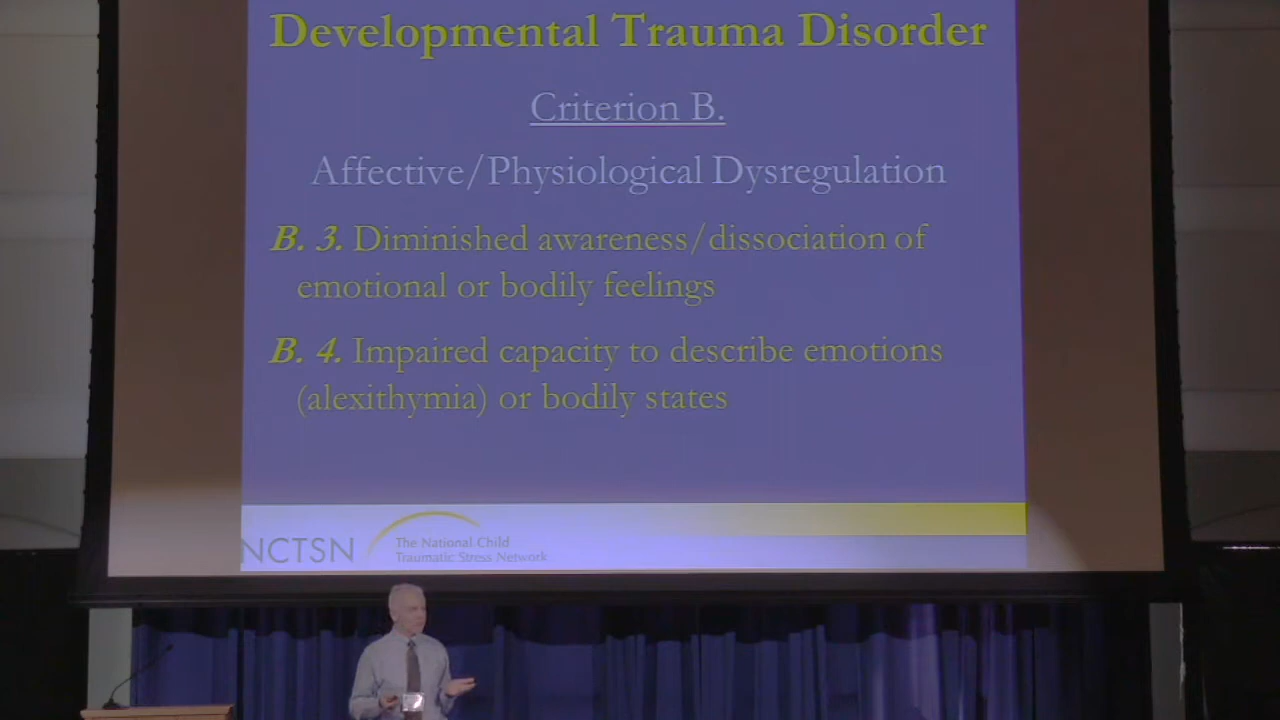 Developmental Trauma Disorder
Criterion B.
Affective/Physiological Dysregulation
B. 3. Diminished awareness/dissociation of
emotional or bodily feelings
B. 4. Impaired capacity to describe emotions
(alexithymia) or bodily states
NCTSN
The National Child
Traumatic Stress Network